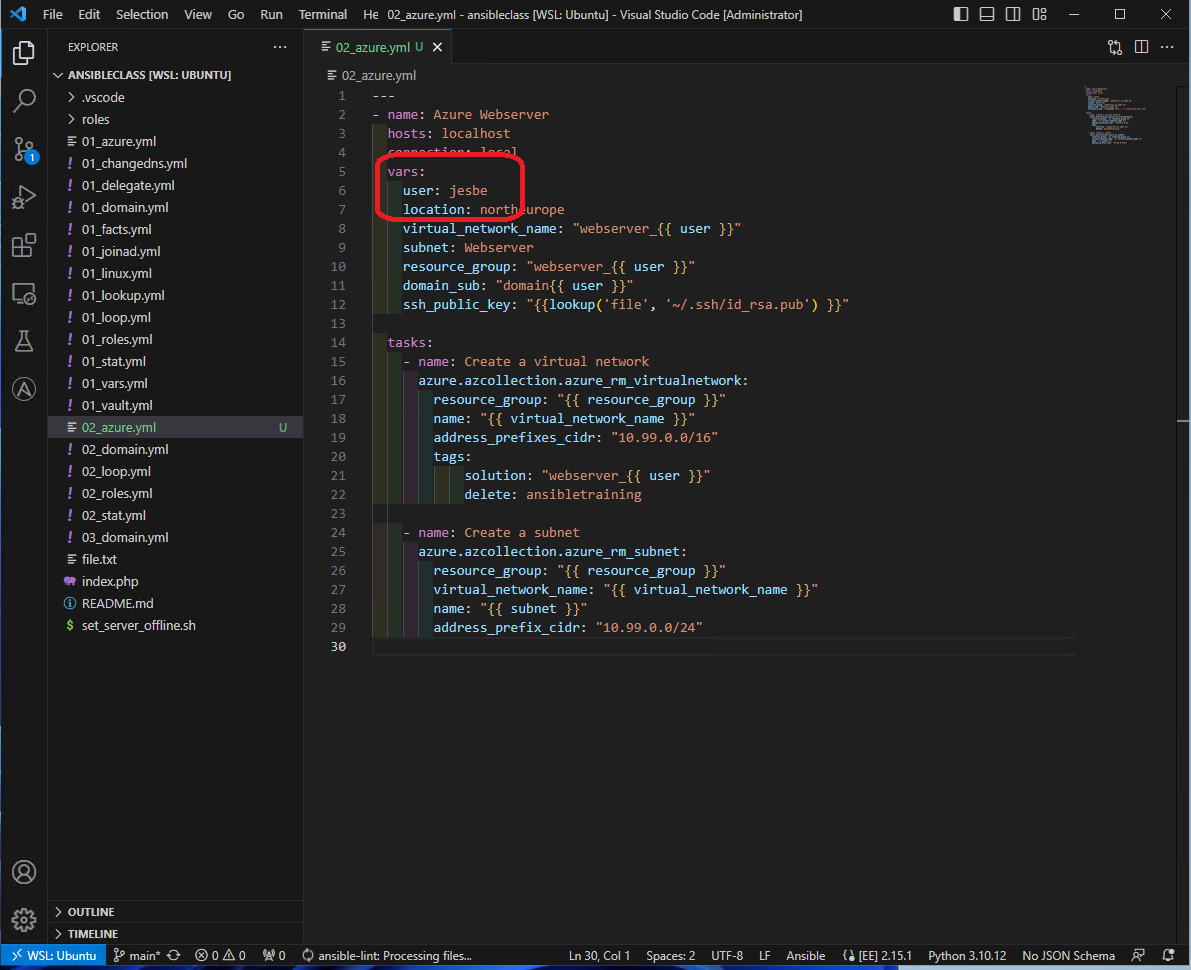 File Edit Selection View Go Run Terminal He 02_azure.yml - ansibleclass [WSL: Ubuntu] - Visual Studio Code [Administrator]
EXPLORER
ANSIBLECLASS [WSL: UBUNTU]
.vscode
roles
01_azure.yml
01_changedns.yml
01_delegate.yml
01_domain.yml
01_facts.yml
01_joinad.yml
01_linux.yml
01_lookup.yml
01_loop.yml
01_roles.yml
01_stat.yml
01_vars.yml
01_vault.yml
02_azure.yml U
02_domain.yml
02_loop.yml
02_roles.yml
02_stat.yml
03_domain.yml
file.txt
index.php
README.md
set_server_offline.sh
OUTLINE
TIMELINE
1
02_azure.yml U
02_azure.yml
1 ---
2 - name: Azure Webserver
3 hosts: localhost
4 connection: local
5 vars:
6 user: jesbe
7 location: northeurope
8 virtual_network_name: "webserver_{{ user }}"
9 subnet: Webserver
10 resource_group: "webserver_{{ user }}"
11 domain_sub: "domain{{ user }}"
12 ssh_public_key: "{{lookup('file', '~/.ssh/id_rsa.pub') }}"
13
14 tasks:
15 - name: Create a virtual network
16 azure.azcollection.azure_rm_virtualnetwork:
17 resource_group: "{{ resource_group }}"
18 name: "{{ virtual_network_name }}"
19 address_prefixes_cidr: "10.99.0.0/16"
20 tags:
21 solution: "webserver_{{ user }}"
22 delete: ansibletraining
23
24 - name: Create a subnet
25 azure.azcollection.azure_rm_subnet:
26 resource_group: "{{ resource_group }}"
27 virtual_network_name: "{{ virtual_network_name }}"
28 name: "{{ subnet }}"
29 address_prefix_cidr: "10.99.0.0/24"
30
WSL: Ubuntu main* 0 0 0 ansible-lint: Processing files... Ln 30, Col 1 Spaces: 2 UTF-8 LF Ansible [EE] 2.15.1 Python 3.10.12 No JSON Schema